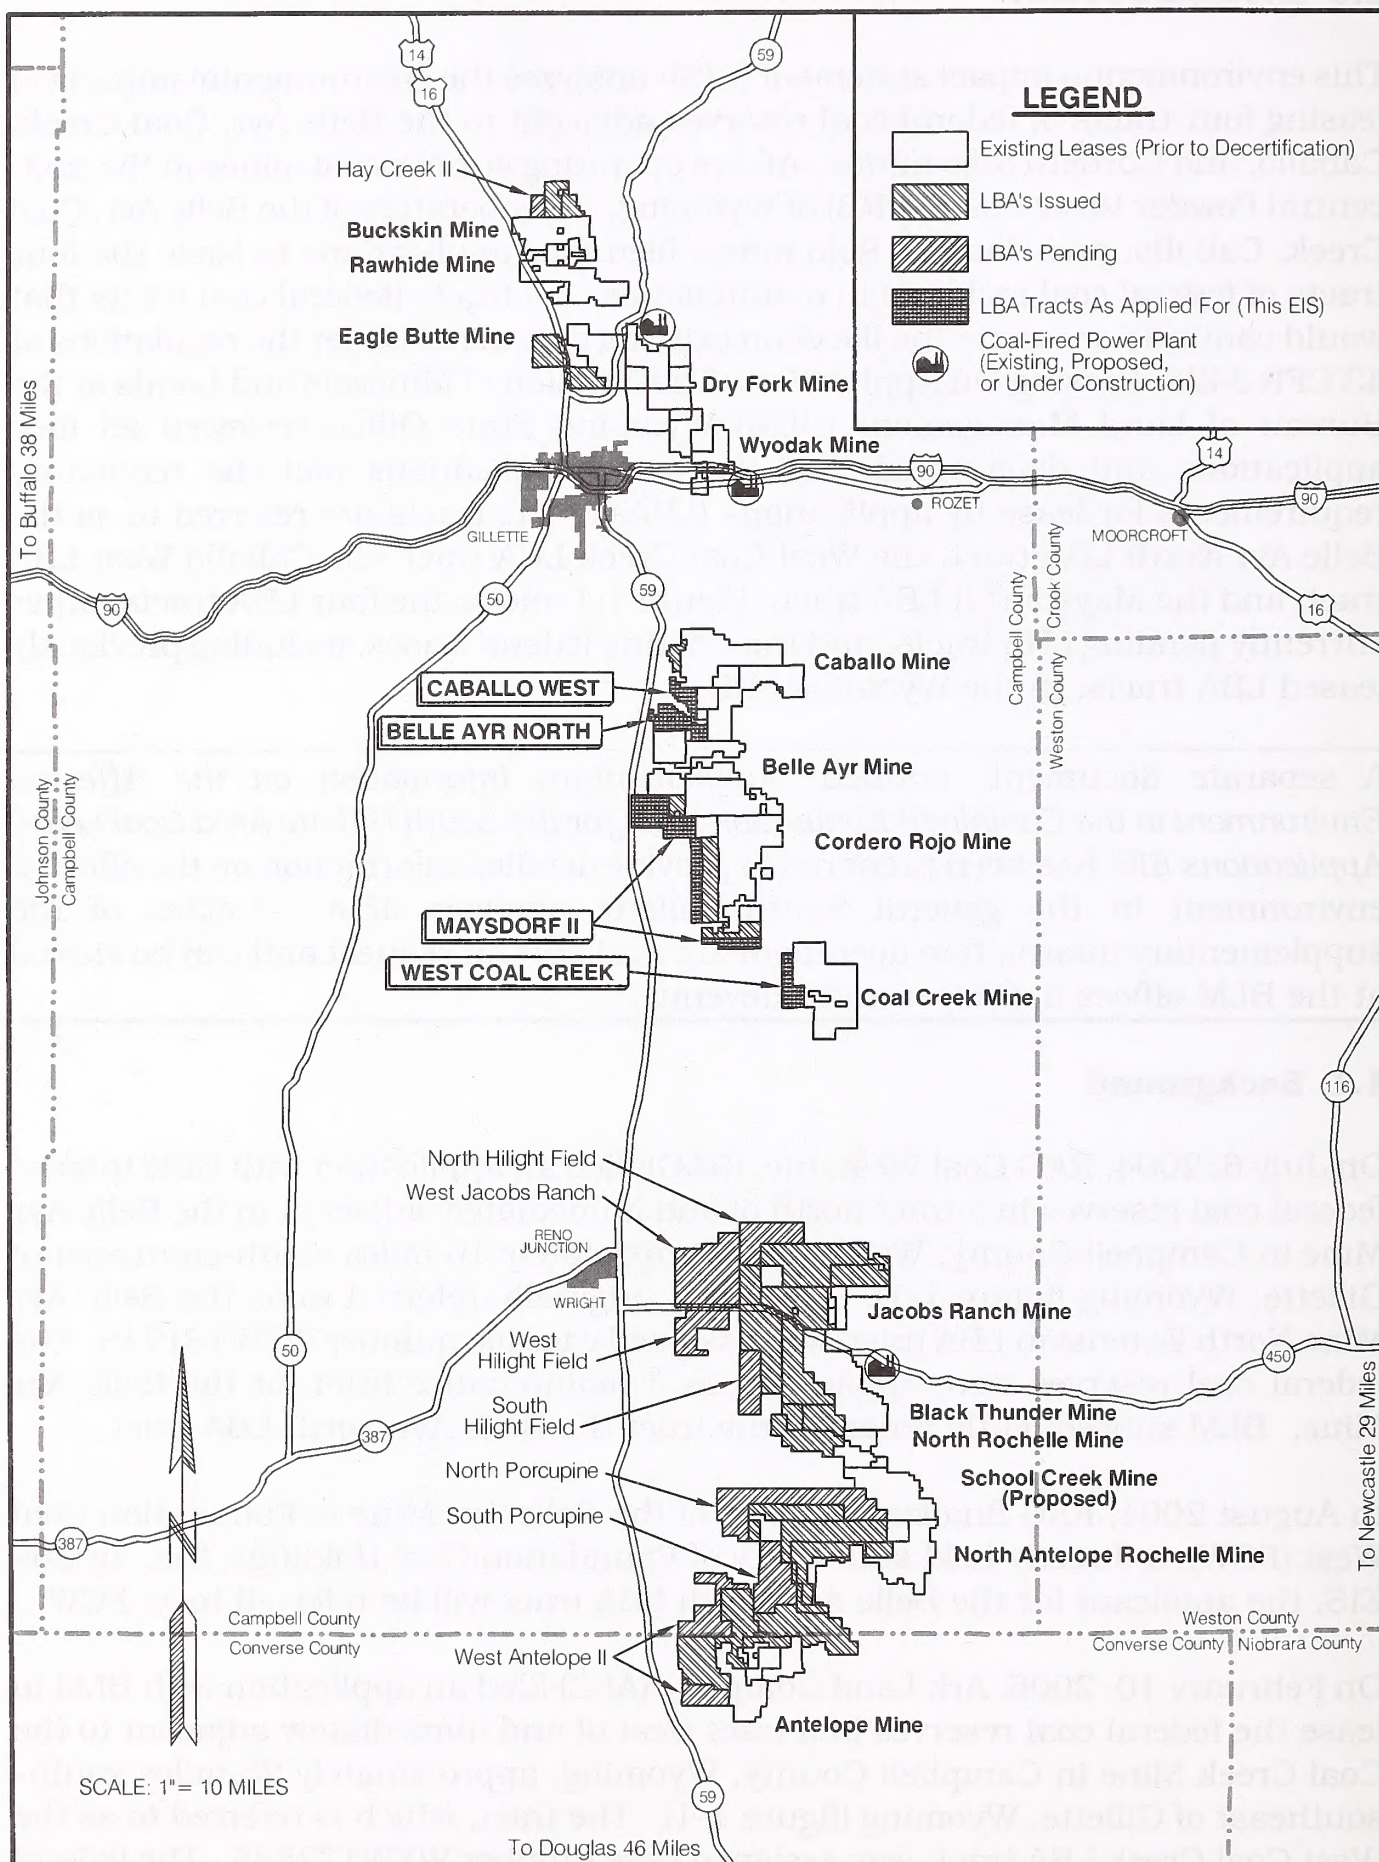 14
16
59
LEGEND
Existing Leases (Prior to Decertification)
LBA's Issued
LBA's Pending
LBA Tracts As Applied For (This EIS)
Coal-Fired Power Plant
(Existing, Proposed,
or Under Construction)
Hay Creek II
Buckskin Mine
Rawhide Mine
Eagle Butte Mine
Dry Fork Mine
Wyodak Mine
To Buffalo 38 Miles
90
14
90
ROZET
MOORCROFT
GILLETTE
90
50
59
16
Campbell County
Crook County
Weston County
Caballo Mine
CABALLO WEST
BELLE AYR NORTH
Belle Ayr Mine
Johnson County
Campbell County
Cordero Rojo Mine
MAYSDORF II
WEST COAL CREEK
Coal Creek Mine
116
North Hilight Field
West Jacobs Ranch
RENO
JUNCTION
WRIGHT
Jacobs Ranch Mine
West
Hilight Field
50
450
South
Hilight Field
Black Thunder Mine
387
North Rochelle Mine
North Porcupine
School Creek Mine
(Proposed)
South Porcupine
387
North Antelope Rochelle Mine
To Newcastle 29 Miles
Campbell County
Converse County
Weston County
Converse County
Niobrara County
West Antelope II
Antelope Mine
SCALE: 1"= 10 MILES
59
To Douglas 46 Miles